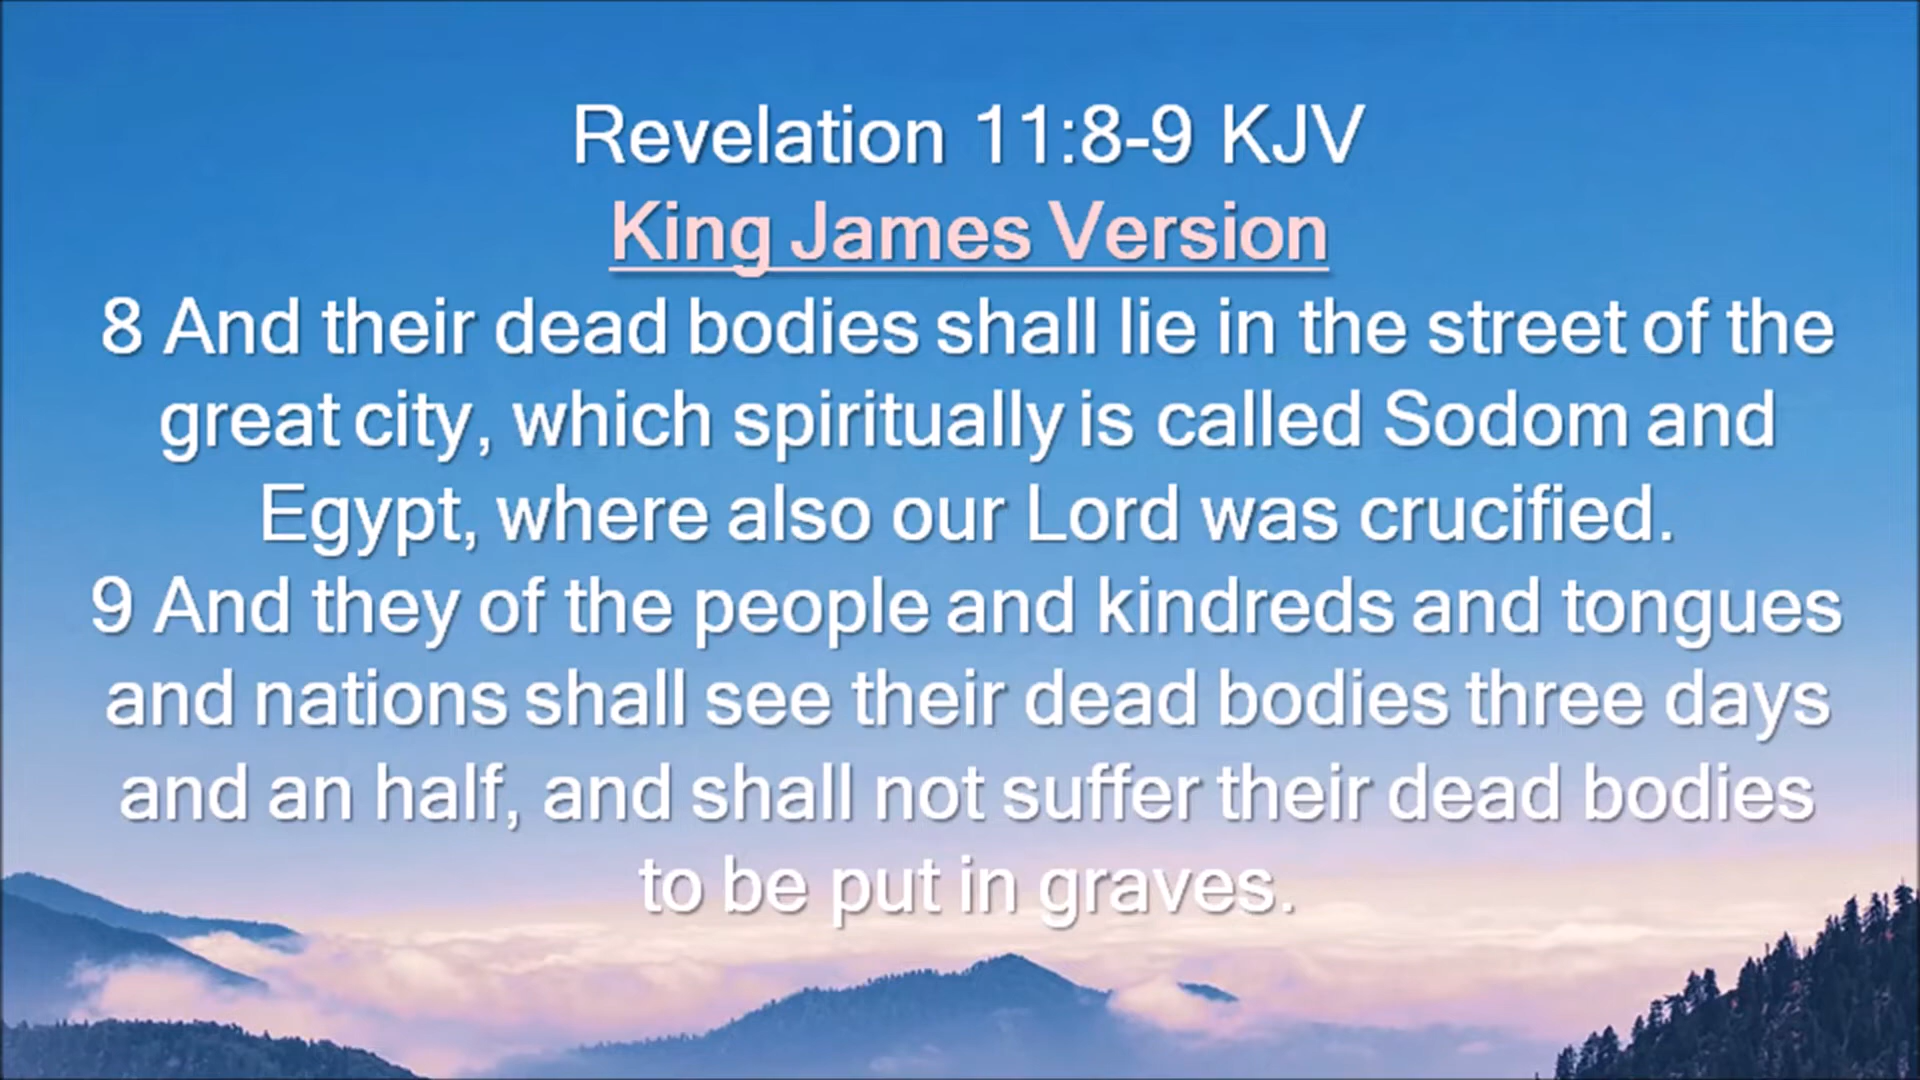 Revelation 11:8-9 KJV
King James Version
8 And their dead bodies shall lie in the street of the
great city, which spiritually is called Sodom and
Egypt, where also our Lord was crucified.
9 And they of the people and kindreds and tongues
and nations shall see their dead bodies three days
and an half, and shall not suffer their dead bodies
to be put in graves.